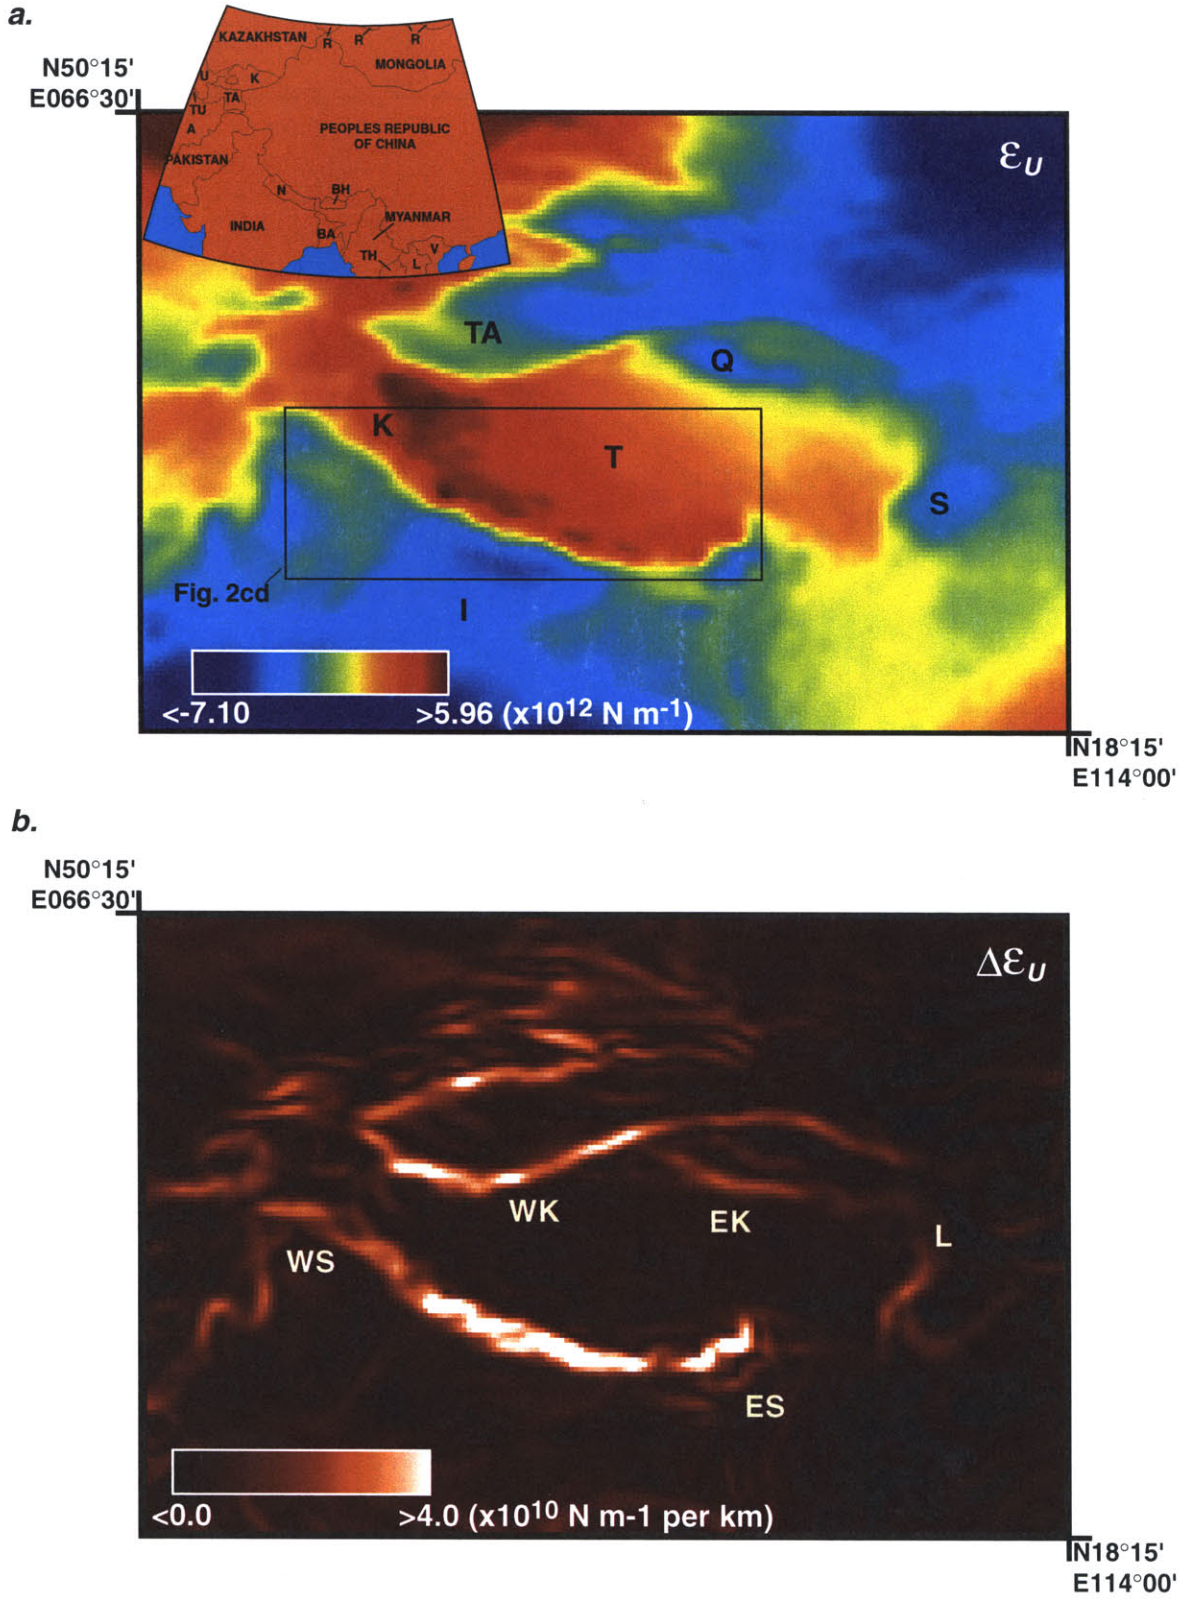 a.
N50°15'
E066°30'
KAZAKHSTAN
R
R
R
MONGOLIA
U
K
TA
TU
A
PEOPLES REPUBLIC
OF CHINA
PAKISTAN
N
BH
INDIA
BA
MYANMAR
TH
L
V
εU
TA
Q
K
T
S
Fig. 2cd
I
<-7.10
>5.96 (x10¹² N m⁻¹)
N18°15'
E114°00'
b.
N50°15'
E066°30'
ΔεU
WK
EK
L
WS
ES
<0.0
>4.0 (x10¹⁰ N m-1 per km)
N18°15'
E114°00'